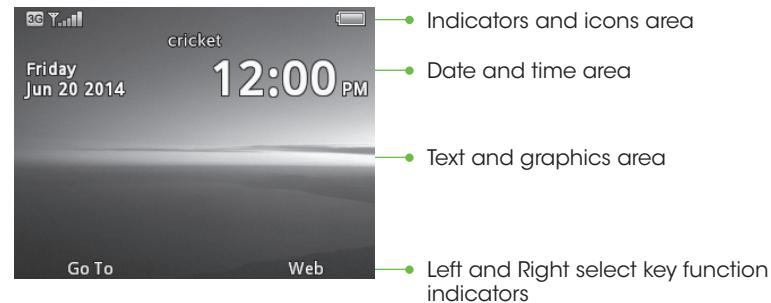 3G
cricket
Friday
12:00 PM
Jun 20 2014
Go To
Web
Indicators and icons area
Date and time area
Text and graphics area
Left and Right select key function
indicators